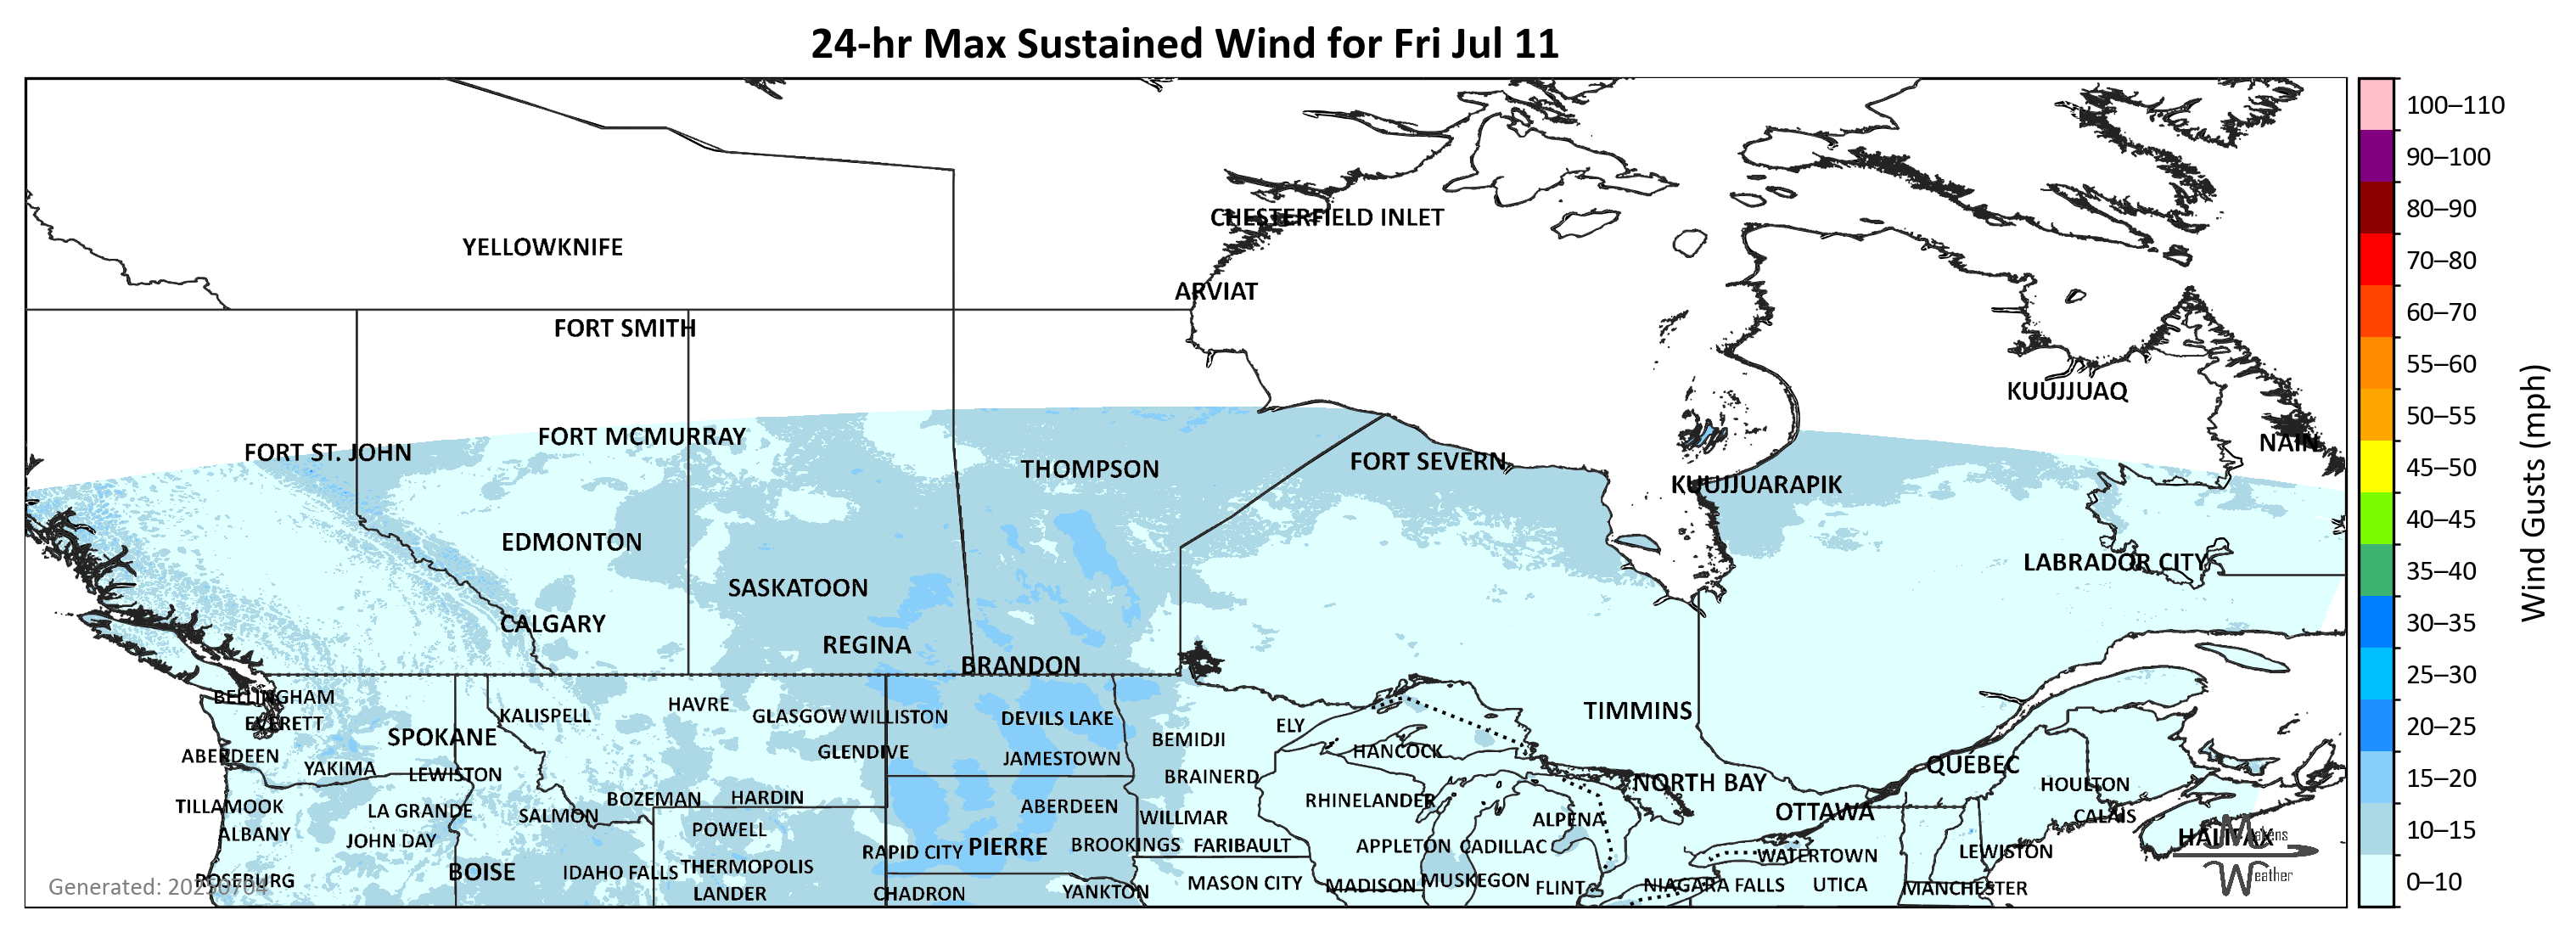 24-hr Max Sustained Wind for Fri Jul 11
100–110
90–100
CHESTERFIELD INLET
80–90
YELLOWKNIFE
70–80
ARVIAT
FORT SMITH
60–70
55–60
KUUJJUAQ
50–55
FORT MCMURRAY
NAIN
FORT ST. JOHN
THOMPSON
FORT SEVERN
45–50
KUUJJUARAPIK
40–45
EDMONTON
LABRADOR CITY
35–40
Wind Gusts (mph)
SASKATOON
CALGARY
30–35
REGINA
BRANDON
25–30
BELLINGHAM
HAVRE
TIMMINS
KALISPELL
GLASGOW
WILLISTON
DEVILS LAKE
EVERETT
ELY
20–25
SPOKANE
BEMIDJI
HANCOCK
ABERDEEN
GLENDIVE
JAMESTOWN
YAKIMA
LEWISTON
BRAINERD
QUÉBEC
15–20
NORTH BAY
HOULTON
TILLAMOOK
LA GRANDE
BOZEMAN
HARDIN
ABERDEEN
RHINELANDER
SALMON
WILLMAR
ALPENA
OTTAWA
CALAIS
ALBANY
JOHN DAY
POWELL
10–15
HALIFAX
Makens
RAPID CITY
PIERRE
BROOKINGS
FARIBAULT
APPLETON
CADILLAC
WATERTOWN
LEWISTON
BOISE
IDAHO FALLS
THERMOPOLIS
Weather
ROSEBURG
Generated: 20250704
LANDER
CHADRON
YANKTON
MASON CITY
MADISON
MUSKEGON
FLINT
NIAGARA FALLS
UTICA
MANCHESTER
0–10